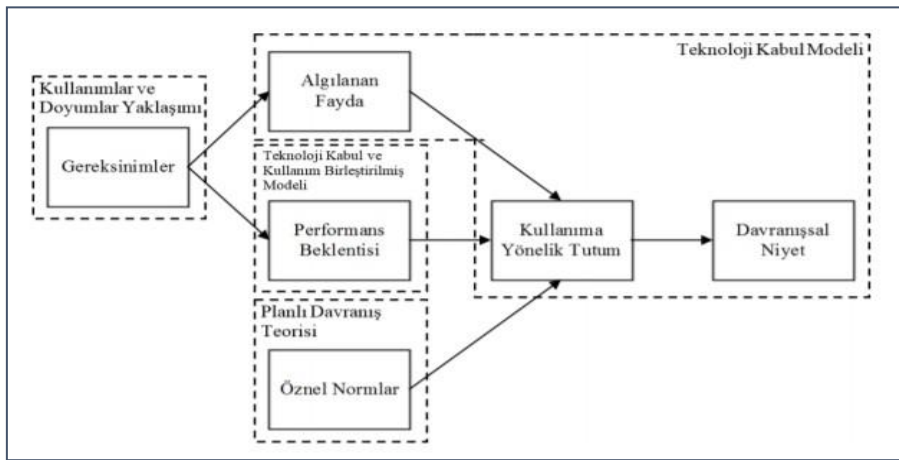 Teknoloji Kabul Modeli
Kullanımlar ve
Doyumlar Yaklaşımı
Gereksinimler
Algılanan
Fayda
Teknoloji Kabul ve
Kullanım Birleştirilmiş
Modeli
Performans
Beklentisi
Kullanıma
Yönelik Tutum
Davranışsal
Niyet
Planlı Davranış
Teorisi
Öznel Normlar